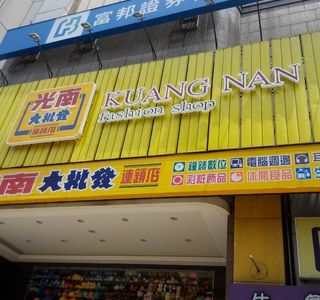 富邦證券
光南
大批發
連鎖店
KUANG NAN
fashion shop
南 大批發 連鎖店
鐘錶數位 電腦週邊
彩粧飾品 休閒食品